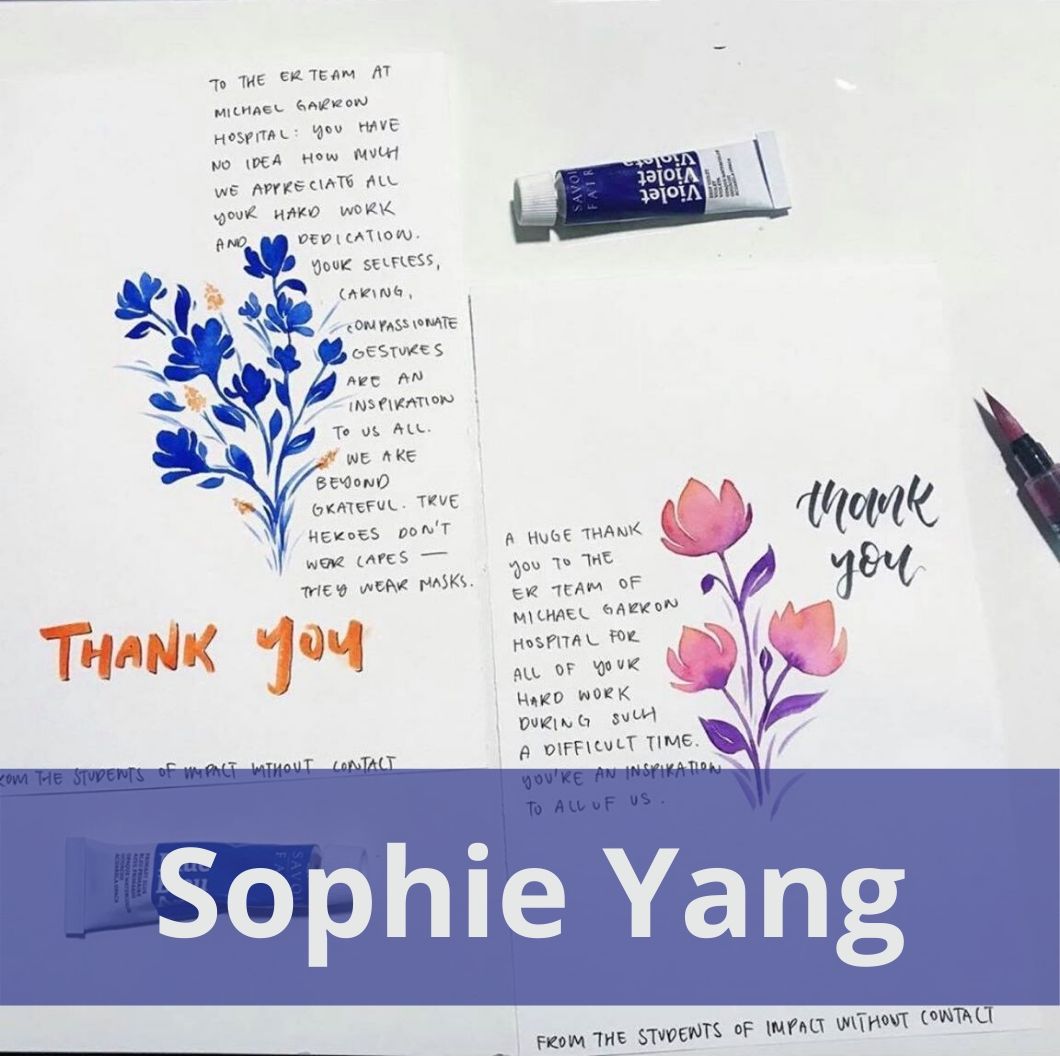 TO THE ER TEAM AT
MICHAEL GARRON
HOSPITAL: YOU HAVE
NO IDEA HOW MUCH
WE APPRECIATE ALL
YOUR HARD WORK
AND DEDICATION.
YOUR SELFLESS,
CARING,
COMPASSIONATE
GESTURES
ARE AN
INSPIRATION
TO US ALL.
WE ARE
BEYOND
GRATEFUL. TRUE
HEROES DON'T
WEAR CAPES —
THEY WEAR MASKS.
THANK YOU
FROM THE STUDENTS OF IMPACT WITHOUT CONTACT
Violet
Violet
Violeta
SAVOIR
FAIRE
A HUGE THANK
YOU TO THE
ER TEAM OF
MICHAEL GARRON
HOSPITAL FOR
ALL OF YOUR
HARD WORK
DURING SUCH
A DIFFICULT TIME.
YOU'RE AN INSPIRATION
TO ALL OF US.
thank
you
SAVOIR
Sophie Yang
FROM THE STUDENTS OF IMPACT WITHOUT CONTACT